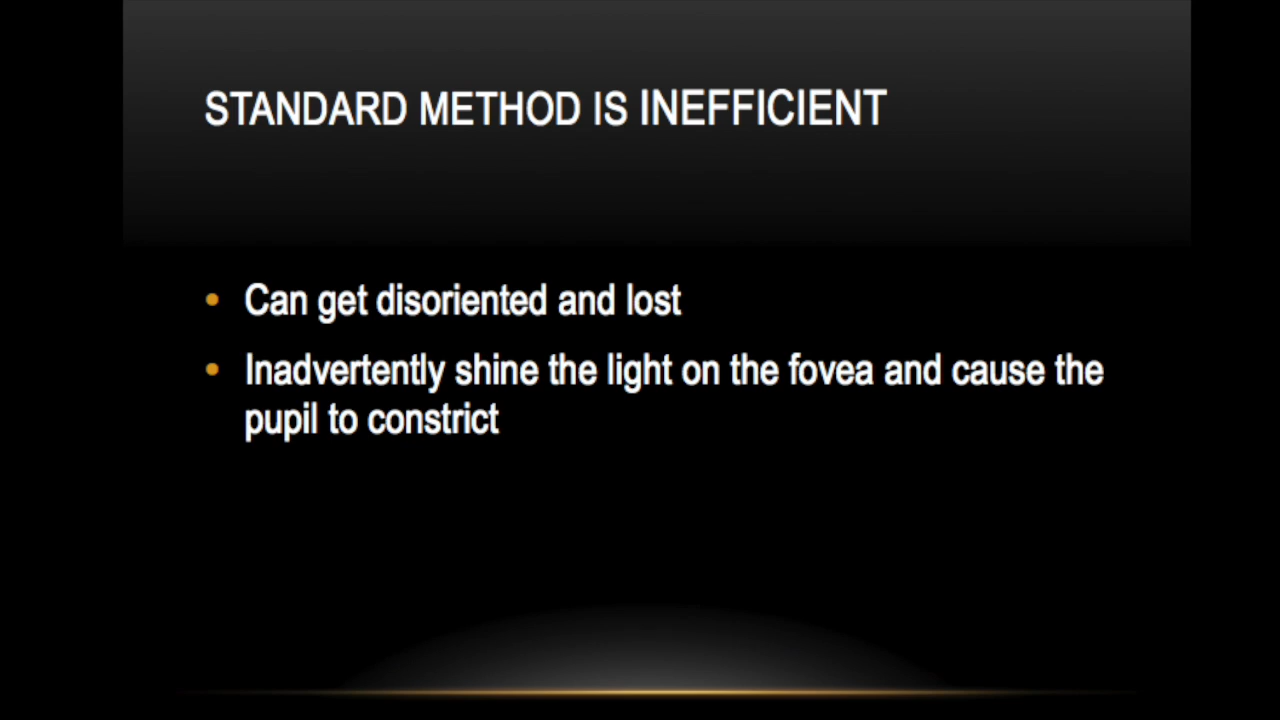 STANDARD METHOD IS INEFFICIENT
• Can get disoriented and lost
• Inadvertently shine the light on the fovea and cause the
pupil to constrict